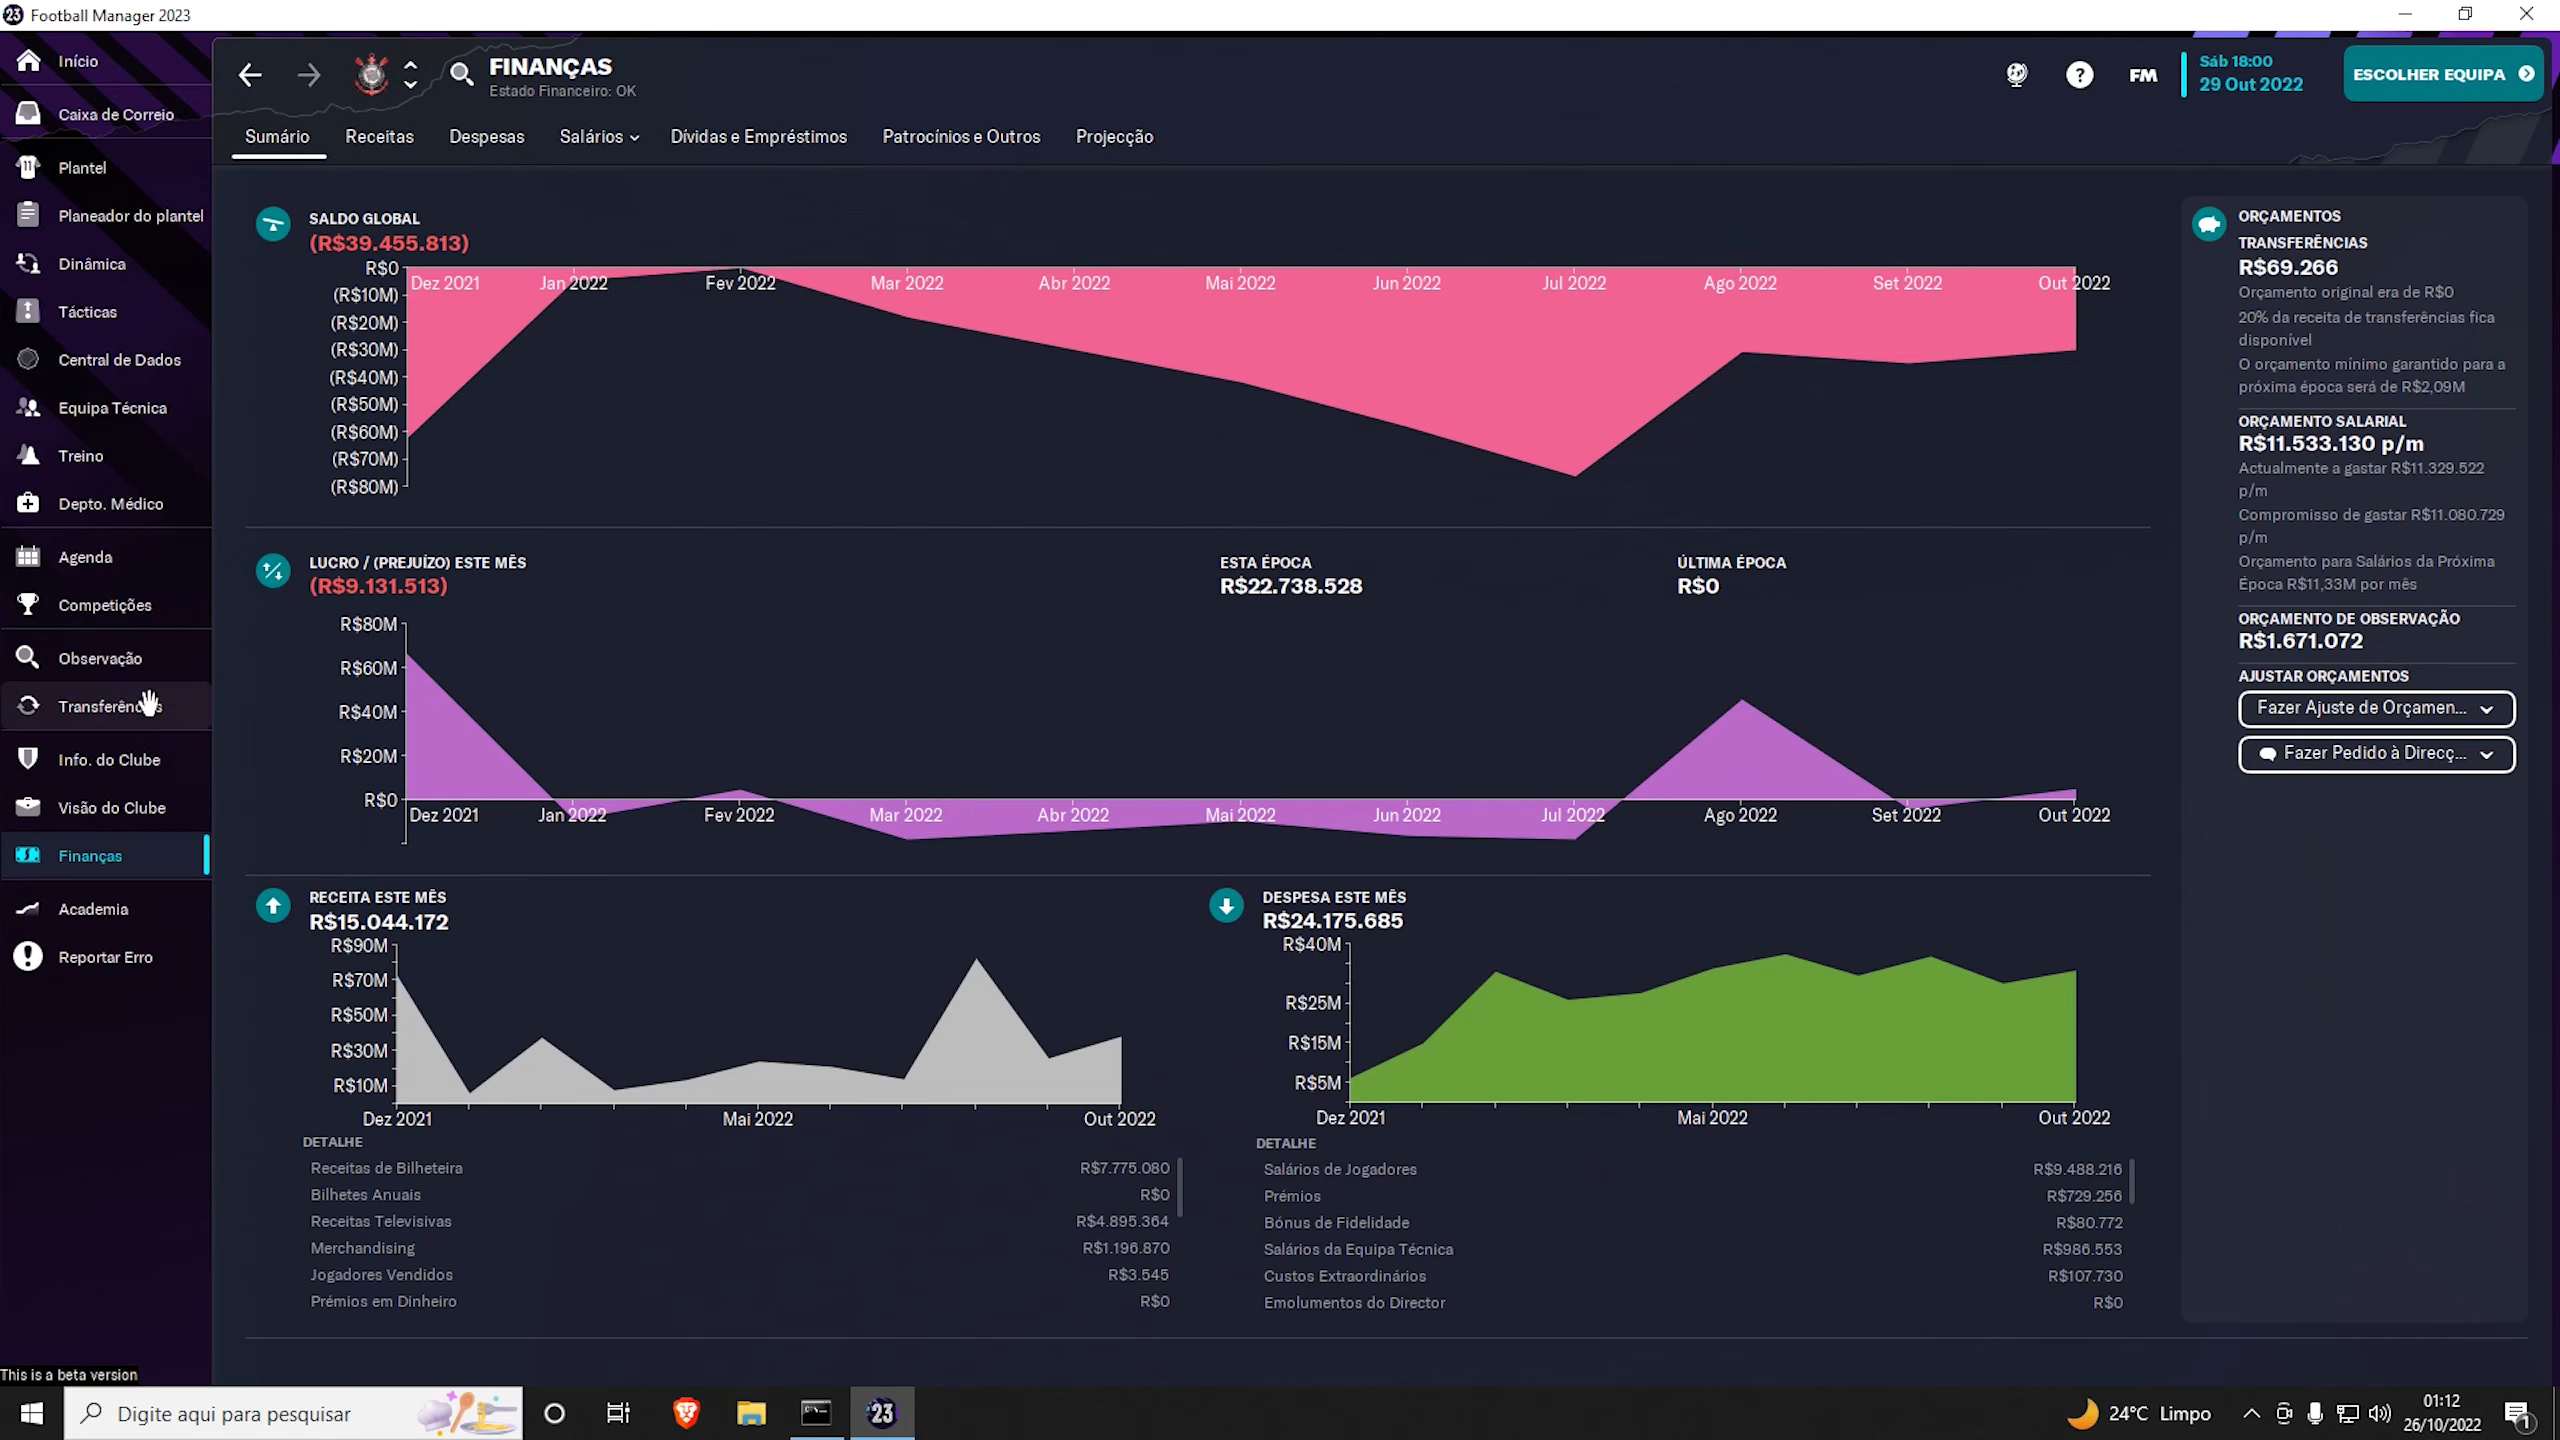 Football Manager 2023
Início
Caixa de Correio
Plantel
Planeador do plantel
Dinâmica
Tácticas
Central de Dados
Equipa Técnica
Treino
Depto. Médico
Agenda
Competições
Observação
Info. do Clube
Visão do Clube
Finanças
Academia
Reportar Erro
This is a beta version
FINANÇAS
Estado Financeiro: OK
FM
Sáb 18:00
29 Out 2022
ESCOLHER EQUIPA
Sumário Receitas Despesas Salários Dívidas e Empréstimos Patrocínios e Outros Projecção
SALDO GLOBAL
(R$39.455.813)
R$0
(R$10M)
(R$20M)
(R$30M)
(R$40M)
(R$50M)
(R$60M)
(R$70M)
(R$80M)
Dez 2021 Jan 2022 Fev 2022 Mar 2022 Abr 2022 Mai 2022 Jun 2022 Jul 2022 Ago 2022 Set 2022 Out 2022
LUCRO / (PREJUÍZO) ESTE MÊS
(R$9.131.513)
ESTA ÉPOCA
R$22.738.528
ÚLTIMA ÉPOCA
R$0
R$80M
R$60M
R$40M
R$20M
R$0
Dez 2021 Jan 2022 Fev 2022 Mar 2022 Abr 2022 Mai 2022 Jun 2022 Jul 2022 Ago 2022 Set 2022 Out 2022
RECEITA ESTE MÊS
R$15.044.172
R$90M
R$70M
R$50M
R$30M
R$10M
Dez 2021 Mai 2022 Out 2022
DETALHE
Receitas de Bilheteira R$7.775.080
Bilhetes Anuais R$0
Receitas Televisivas R$4.895.364
Merchandising R$1.196.870
Jogadores Vendidos R$3.545
Prémios em Dinheiro R$0
DESPESA ESTE MÊS
R$24.175.685
R$40M
R$25M
R$15M
R$5M
Dez 2021 Mai 2022 Out 2022
DETALHE
Salários de Jogadores R$9.488.216
Prémios R$729.256
Bónus de Fidelidade R$80.772
Salários da Equipa Técnica R$986.553
Custos Extraordinários R$107.730
Emolumentos do Director R$0
ORÇAMENTOS
TRANSFERÊNCIAS
R$69.266
Orçamento original era de R$0
20% da receita de transferências fica
disponível
O orçamento mínimo garantido para a
próxima época será de R$2,09M
ORÇAMENTO SALARIAL
R$11.533.130 p/m
Actualmente a gastar R$11.329.522
p/m
Compromisso de gastar R$11.080.729
p/m
Orçamento para Salários da Próxima
Época R$11,33M por mês
ORÇAMENTO DE OBSERVAÇÃO
R$1.671.072
AJUSTAR ORÇAMENTOS
Fazer Ajuste de Orçamen...
Fazer Pedido à Direcç...
Digite aqui para pesquisar
23
24°C Limpo
01:12
26/10/2022
1